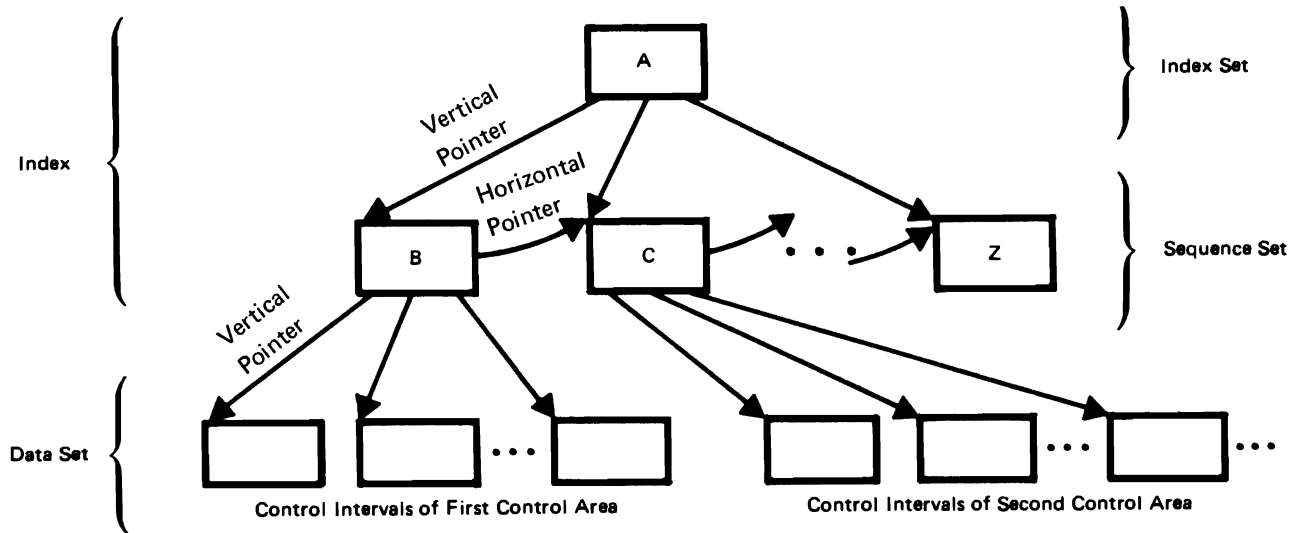 A
Index Set
Vertical
Pointer
Index
Horizontal
Pointer
B
C
• • •
Z
Sequence Set
Vertical
Pointer
Data Set
• • •
• • •
• • •
Control Intervals of First Control Area
Control Intervals of Second Control Area